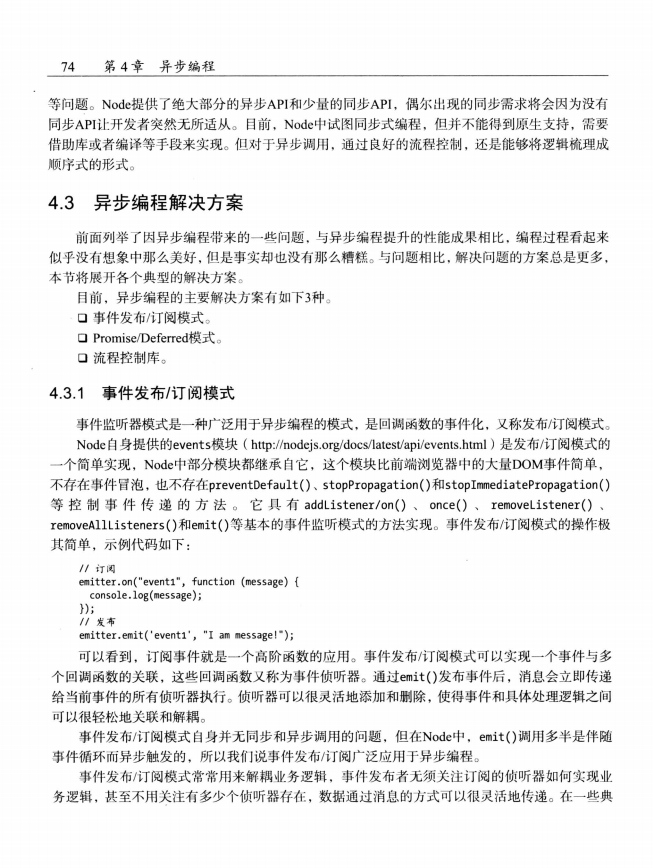 74 第 4 章 异步编程
等问题。Node提供了绝大部分的异步API和少量的同步API，偶尔出现的同步需求将会因为没有
同步API让开发者突然无所适从。目前，Node中试图同步式编程，但并不能得到原生支持，需要
借助库或者编译等手段来实现。但对于异步调用，通过良好的流程控制，还是能够将逻辑梳理成
顺序式的形式。
4.3 异步编程解决方案
前面列举了因异步编程带来的一些问题，与异步编程提升的性能成果相比，编程过程看起来
似乎没有想象中那么美好，但是事实却也没有那么糟糕。与问题相比，解决问题的方案总是更多，
本节将展开各个典型的解决方案。
目前，异步编程的主要解决方案有如下3种。
❑ 事件发布/订阅模式。
❑ Promise/Deferred模式。
❑ 流程控制库。
4.3.1 事件发布/订阅模式
事件监听器模式是一种广泛用于异步编程的模式，是回调函数的事件化，又称发布/订阅模式。
Node自身提供的events模块（http://nodejs.org/docs/latest/api/events.html）是发布/订阅模式的
一个简单实现，Node中部分模块都继承自它，这个模块比前端浏览器中的大量DOM事件简单，
不存在事件冒泡，也不存在preventDefault()、stopPropagation()和stopImmediatePropagation()
等控制事件传递的方法。它具有addListener/on()、once()、removeListener()、
removeAllListeners()和emit()等基本的事件监听模式的方法实现。事件发布/订阅模式的操作极
其简单，示例代码如下：
// 订阅
emitter.on("event1", function (message) {
console.log(message);
});
// 发布
emitter.emit('event1', "I am message!");
可以看到，订阅事件就是一个高阶函数的应用。事件发布/订阅模式可以实现一个事件与多
个回调函数的关联，这些回调函数又称为事件侦听器。通过emit()发布事件后，消息会立即传递
给当前事件的所有侦听器执行。侦听器可以很灵活地添加和删除，使得事件和具体处理逻辑之间
可以很轻松地关联和解耦。
事件发布/订阅模式自身并无同步和异步调用的问题，但在Node中，emit()调用多半是伴随
事件循环而异步触发的，所以我们说事件发布/订阅广泛应用于异步编程。
事件发布/订阅模式常常用来解耦业务逻辑，事件发布者无须关注订阅的侦听器如何实现业
务逻辑，甚至不用关注有多少个侦听器存在，数据通过消息的方式可以很灵活地传递。在一些典